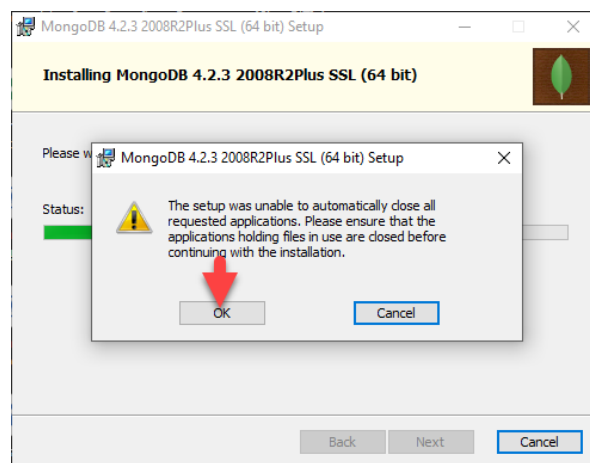 MongoDB 4.2.3 2008R2Plus SSL (64 bit) Setup
Installing MongoDB 4.2.3 2008R2Plus SSL (64 bit)
Please w
MongoDB 4.2.3 2008R2Plus SSL (64 bit) Setup
Status:
The setup was unable to automatically close all
requested applications. Please ensure that the
applications holding files in use are closed before
continuing with the installation.
OK
Cancel
Back
Next
Cancel